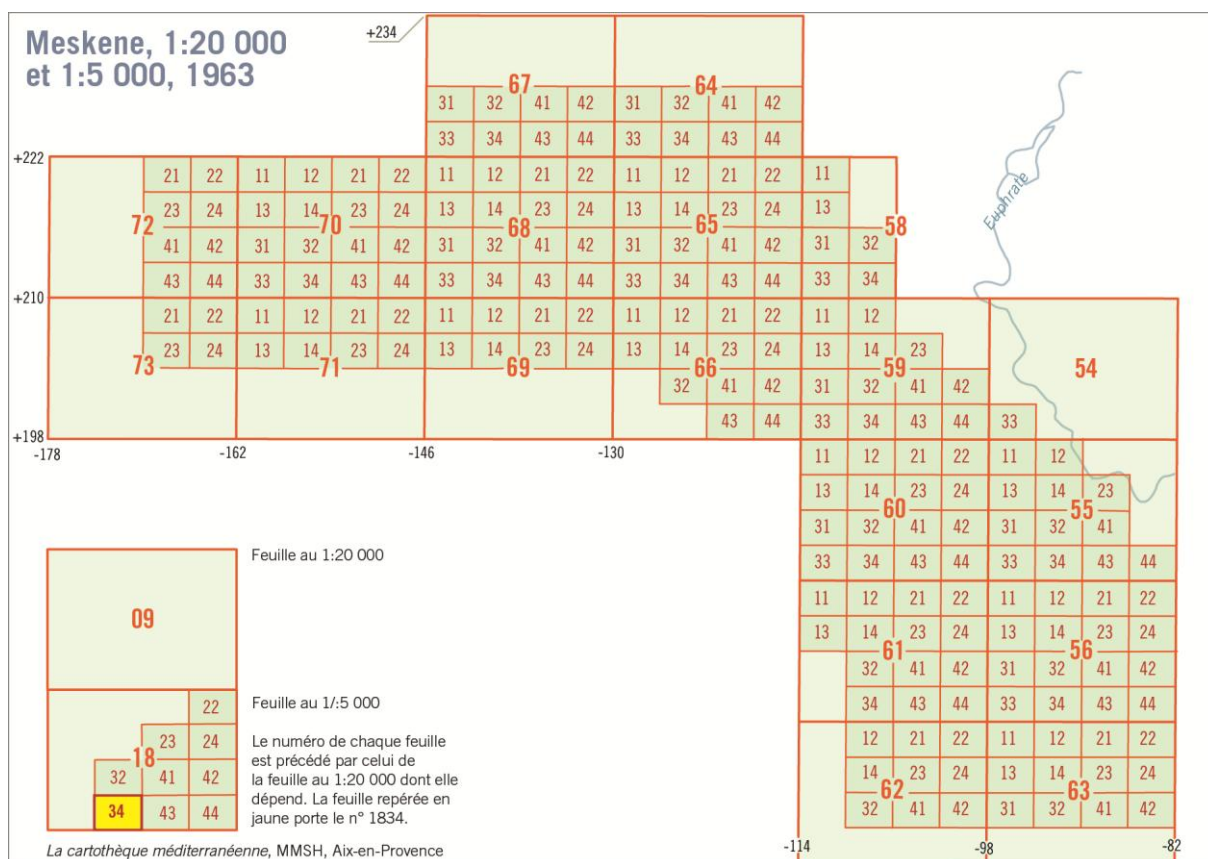 Meskene, 1:20 000
et 1:5 000, 1963
+234
67 64
31 32 41 42 31 32 41 42
33 34 43 44 33 34 43 44
+222
21 22 11 12 21 22 11 12 21 22 11 12 21 22 11
23 24 13 14 23 24 13 14 23 24 13 14 23 24 13
72 70 68 65 58
41 42 31 32 41 42 31 32 41 42 31 32 41 42 31 32
43 44 33 34 43 44 33 34 43 44 33 34 43 44 33 34
Euphrate
+210
21 22 11 12 21 22 11 12 21 22 11 12 21 22 11 12
23 24 13 14 23 24 13 14 23 24 13 14 23 24 13 14 23
73 71 69 66 59 54
32 41 42 31 32 41 42
43 44 33 34 43 44 33
+198
-178 -162 -146 -130
11 12 21 22 11 12
13 14 23 24 13 14 23
60 55
31 32 41 42 31 32 41
33 34 43 44 33 34 43 44
11 12 21 22 11 12 21 22
13 14 23 24 13 14 23 24
61 56
32 41 42 31 32 41 42
34 43 44 33 34 43 44
12 21 22 11 12 21 22
14 23 24 13 14 23 24
62 63
32 41 42 31 32 41 42
-114 -98 -82
Feuille au 1:20 000
09
22
23 24
18
32 41 42
34 43 44
Feuille au 1/:5 000
Le numéro de chaque feuille
est précédé par celui de
la feuille au 1:20 000 dont elle
dépend. La feuille repérée en
jaune porte le n° 1834.
La cartothèque méditerranéenne, MMSH, Aix-en-Provence